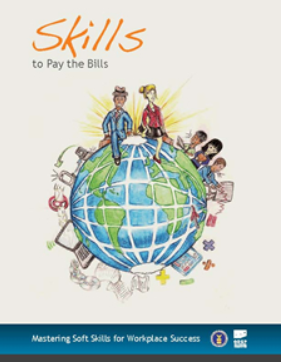 Skills
to Pay the Bills
Mastering Soft Skills for Workplace Success